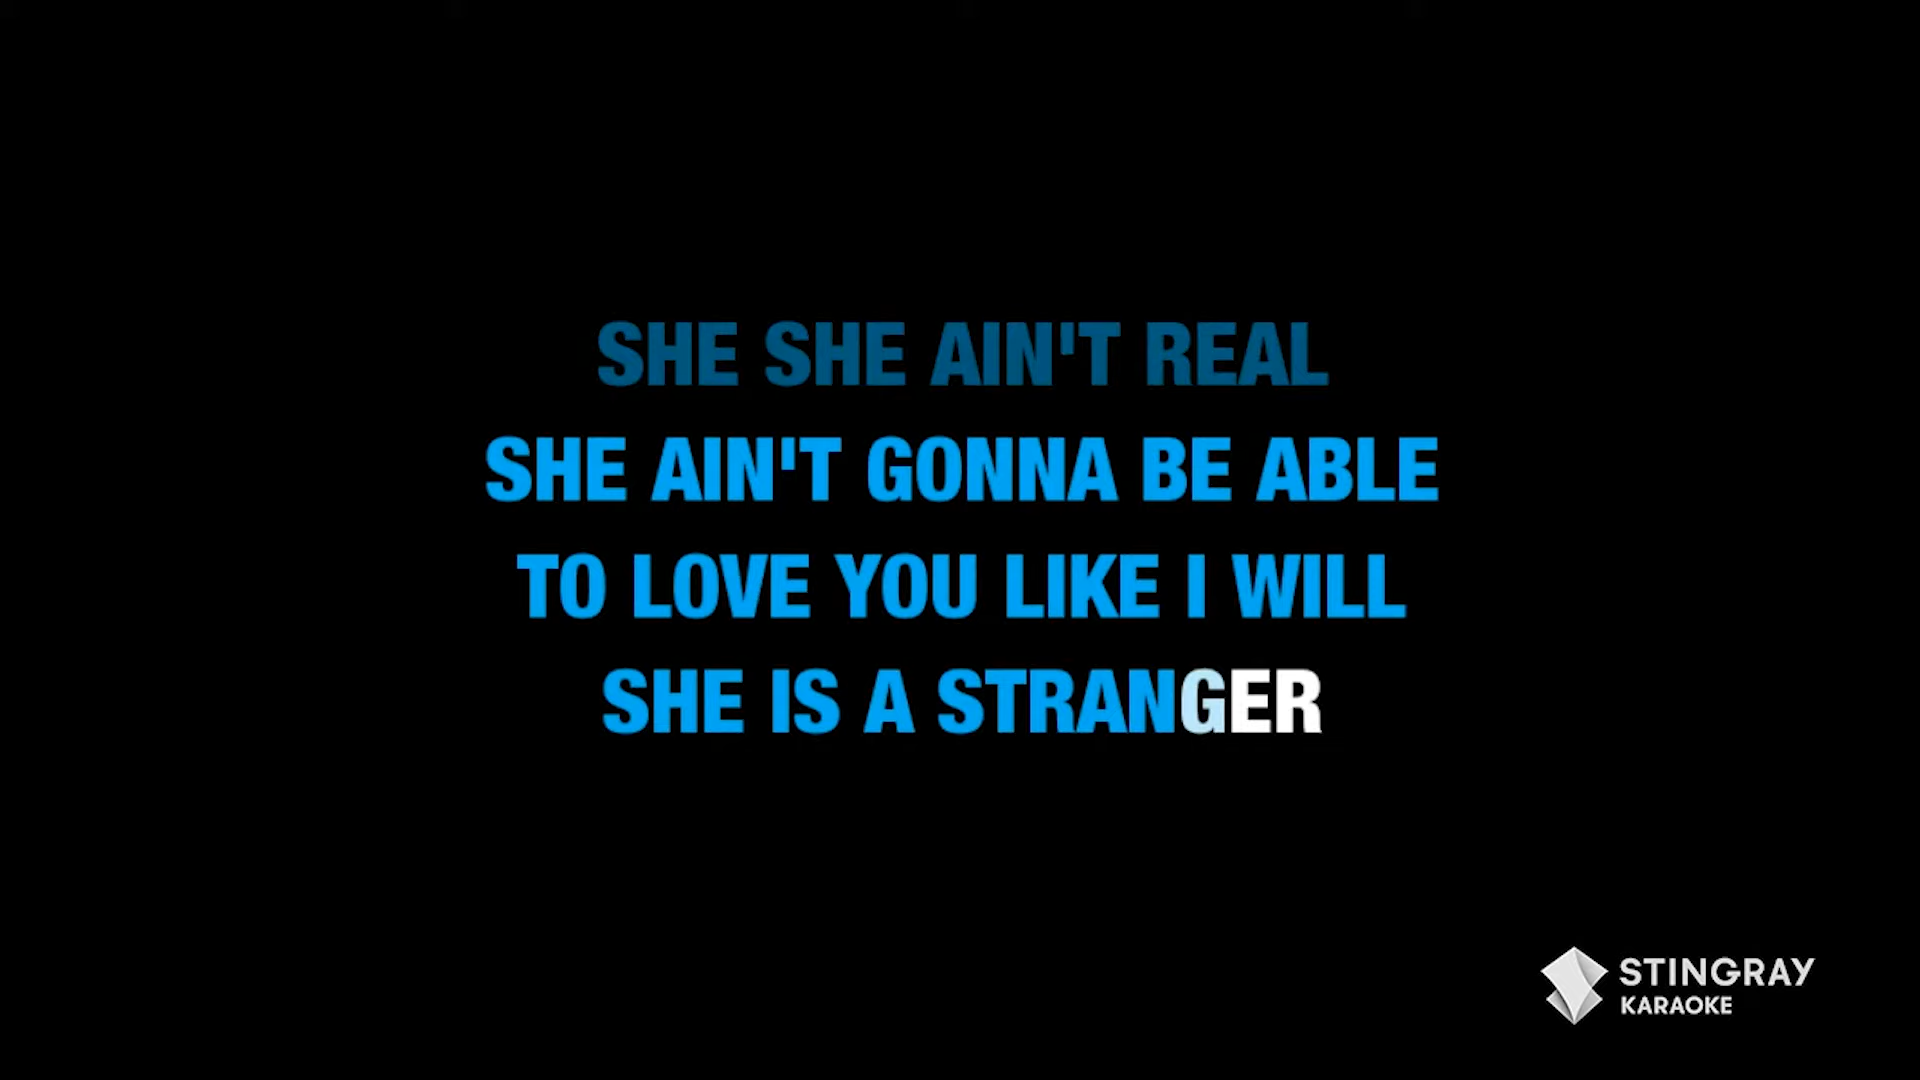 SHE SHE AIN'T REAL
SHE AIN'T GONNA BE ABLE
TO LOVE YOU LIKE I WILL
SHE IS A STRANGER
STINGRAY
KARAOKE